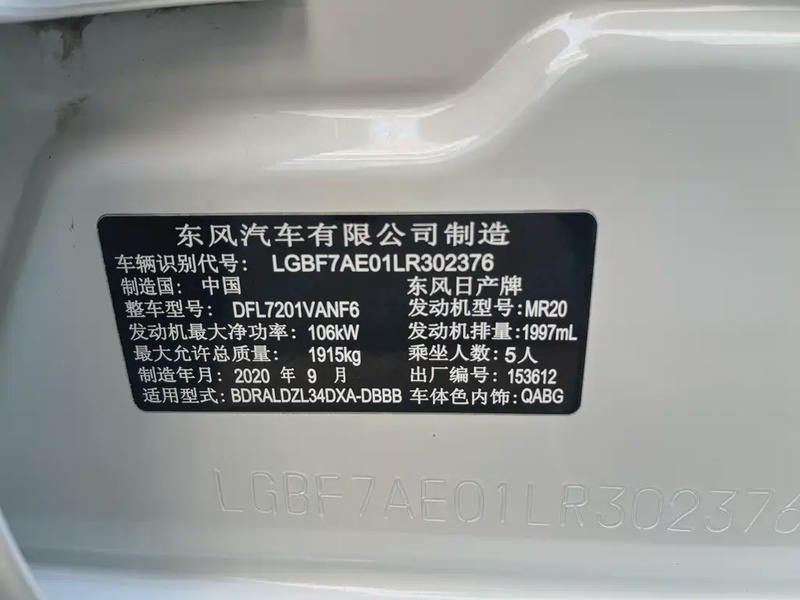 东风汽车有限公司制造
车辆识别代号: LGBF7AE01LR302376
制造国: 中国 东风日产牌
整车型号: DFL7201VANF6 发动机型号:MR20
发动机最大净功率: 106kW 发动机排量:1997mL
最大允许总质量: 1915kg 乘坐人数:5人
制造年月: 2020 年 9 月 出厂编号: 153612
适用型式: BDRALDZL34DXA-DBBB 车体色内饰:QABG
LGBF7AE01LR302376